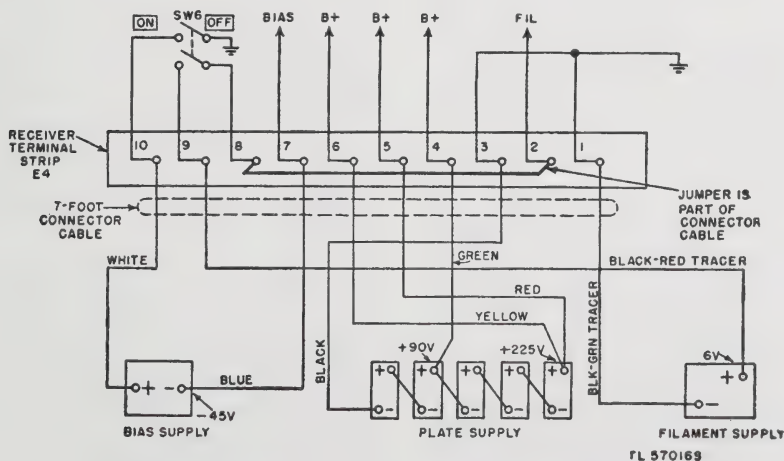 SW6
ON
OFF
BIAS
B+
B+
B+
FIL
RECEIVER
TERMINAL
STRIP
E4
10
9
8
7
6
5
4
3
2
1
7-FOOT
CONNECTOR
CABLE
JUMPER IS
PART OF
CONNECTOR
CABLE
WHITE
GREEN
BLACK-RED TRACER
RED
YELLOW
BLACK
BLK-GRN TRACER
+90V
+225V
6V
+ -
BLUE
-45V
+ + + + +
- - - - -
+
-
BIAS SUPPLY
PLATE SUPPLY
FILAMENT SUPPLY
TL 57016S